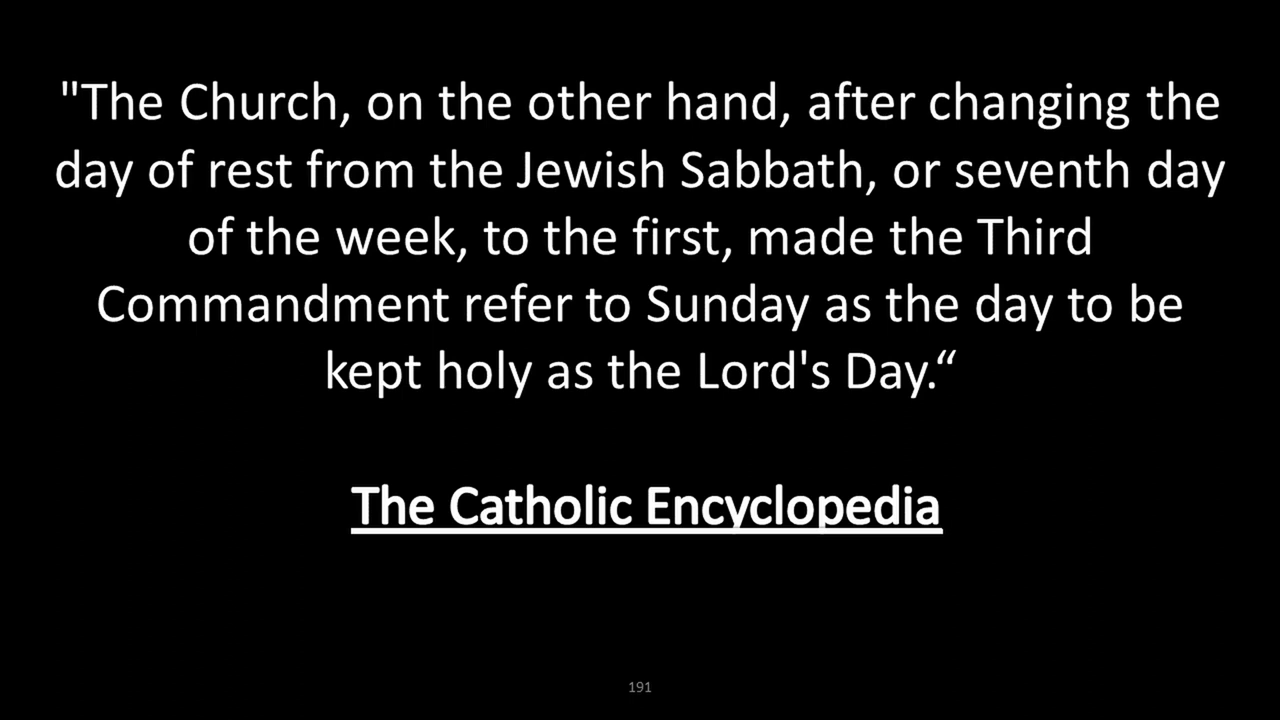 "The Church, on the other hand, after changing the
day of rest from the Jewish Sabbath, or seventh day
of the week, to the first, made the Third
Commandment refer to Sunday as the day to be
kept holy as the Lord's Day.“
The Catholic Encyclopedia
191